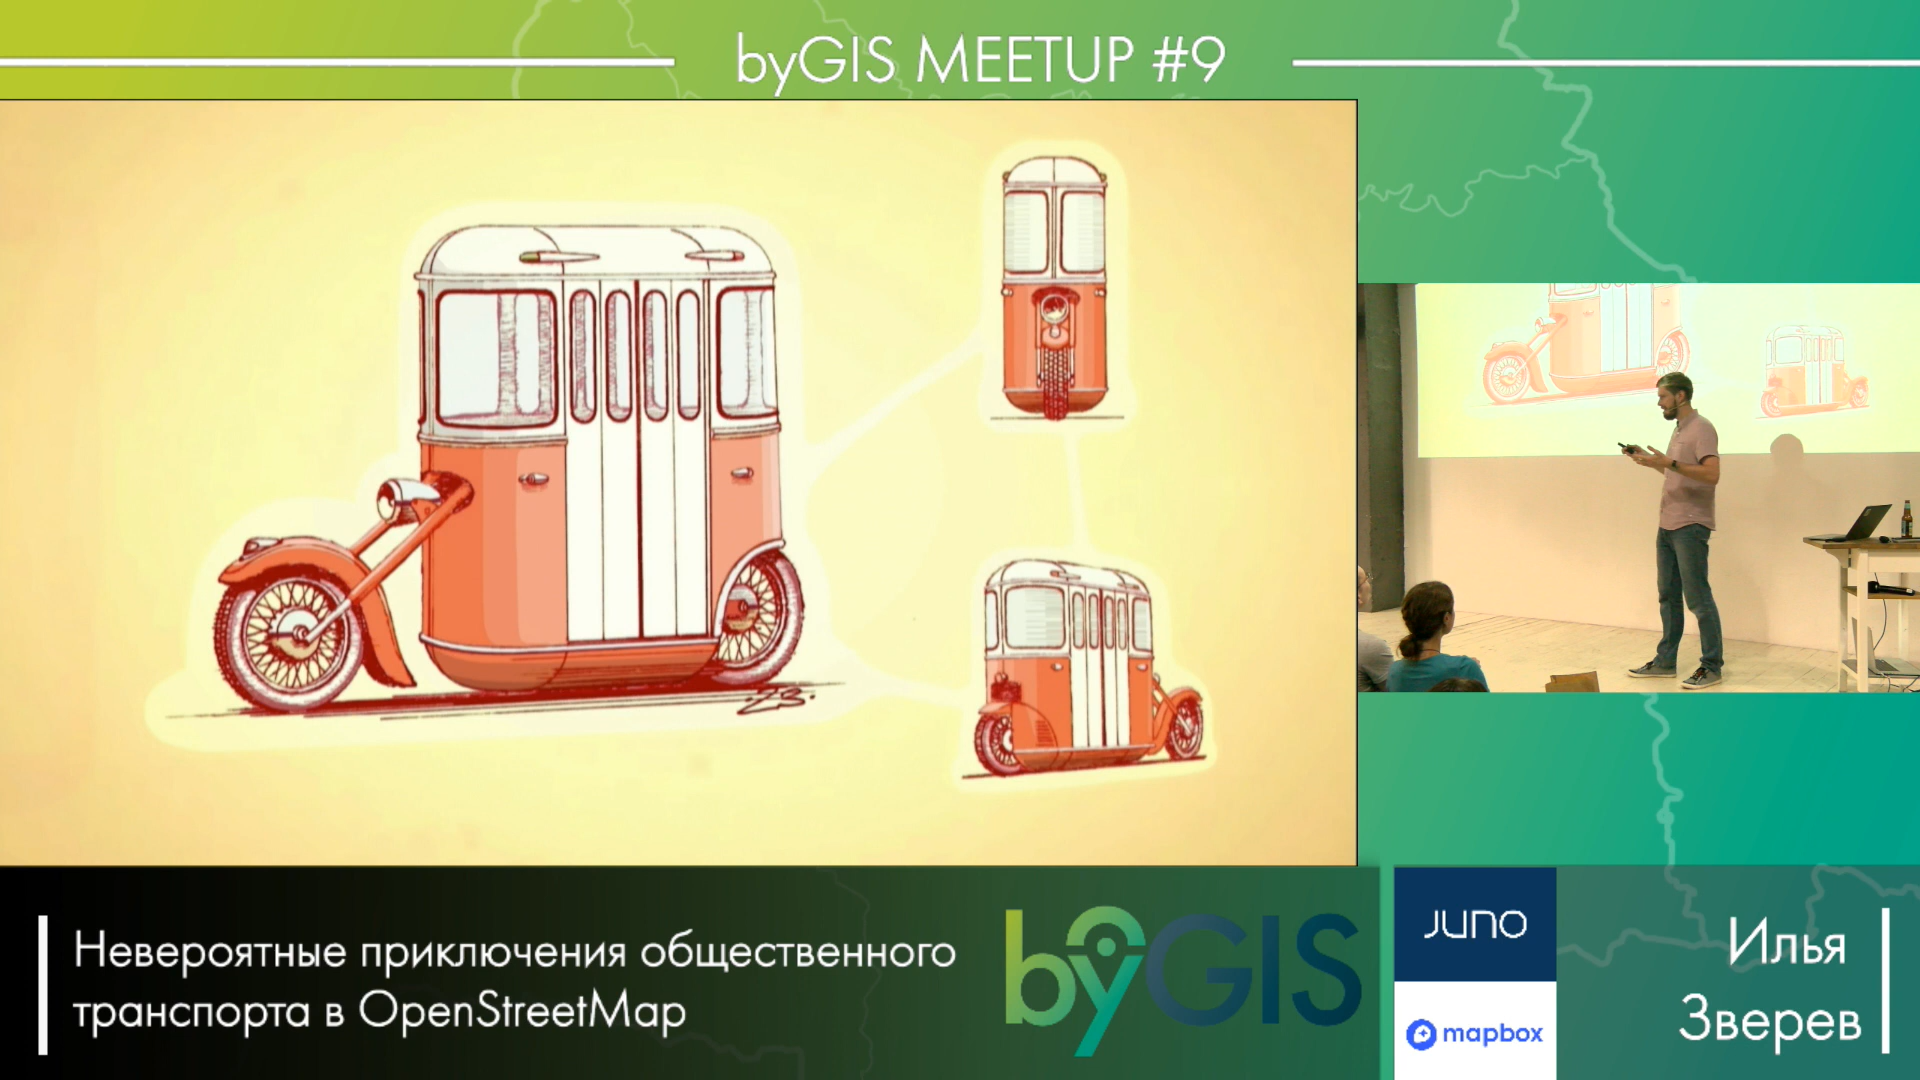 byGIS MEETUP #9
Невероятные приключения общественного
транспорта в OpenStreetMap
byGIS
JUNO
mapbox
Илья
Зверев